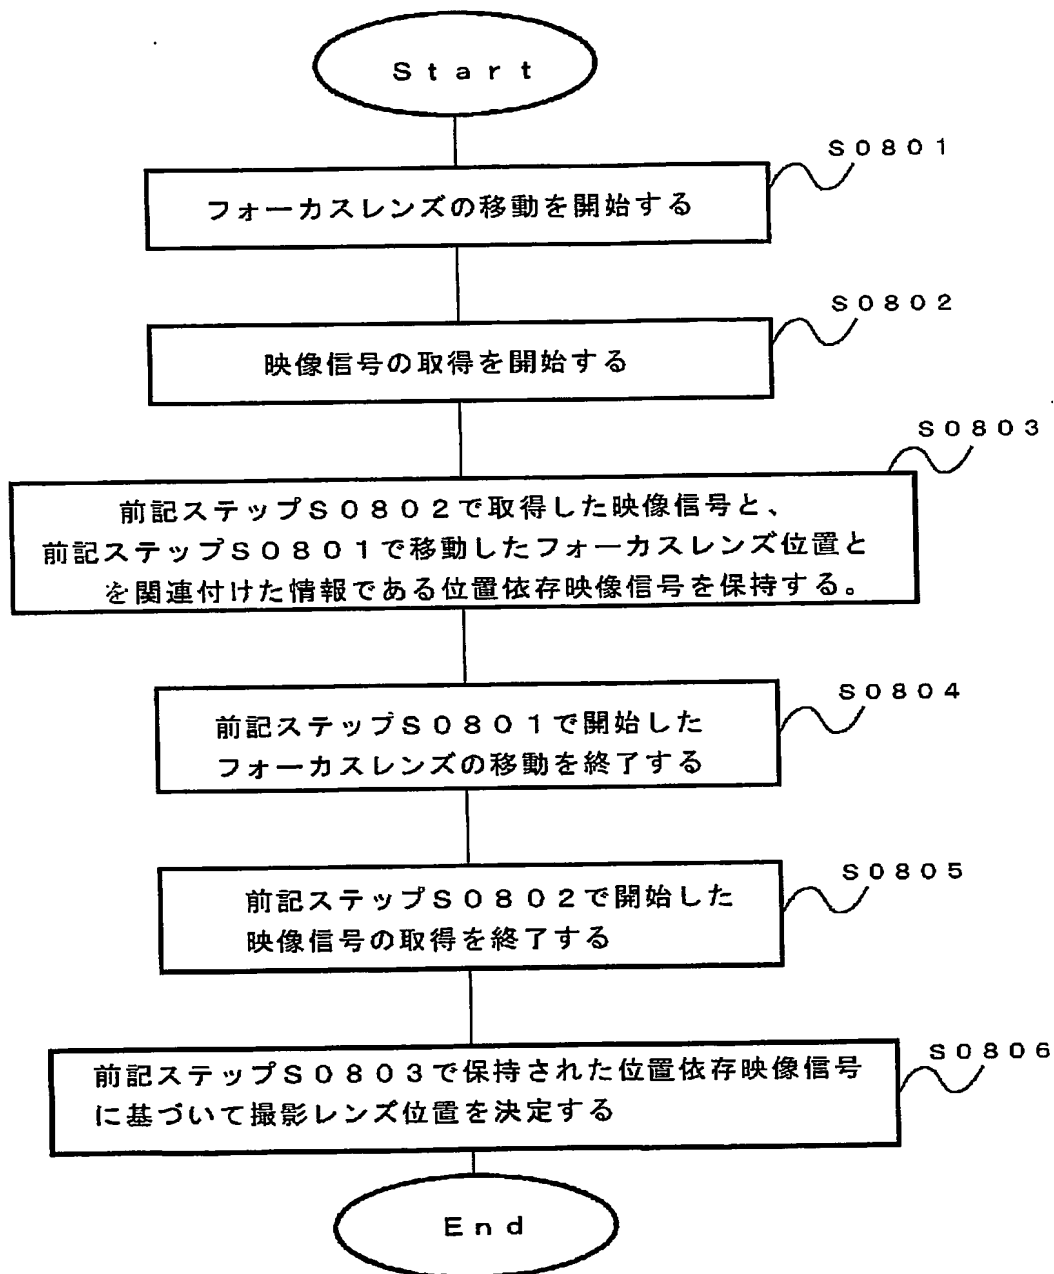 Ｓｔａｒｔ
Ｓ０８０１
フォーカスレンズの移動を開始する
Ｓ０８０２
映像信号の取得を開始する
Ｓ０８０３
前記ステップＳ０８０２で取得した映像信号と、
前記ステップＳ０８０１で移動したフォーカスレンズ位置と
を関連付けた情報である位置依存映像信号を保持する。
Ｓ０８０４
前記ステップＳ０８０１で開始した
フォーカスレンズの移動を終了する
Ｓ０８０５
前記ステップＳ０８０２で開始した
映像信号の取得を終了する
Ｓ０８０６
前記ステップＳ０８０３で保持された位置依存映像信号
に基づいて撮影レンズ位置を決定する
Ｅｎｄ